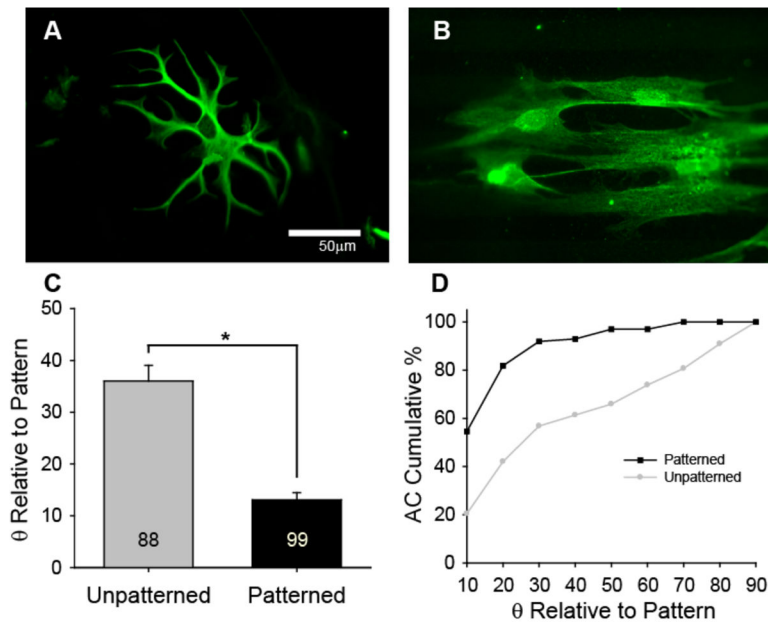 A
50μm
B
C
θ Relative to Pattern
50
40
30
20
10
0
*
88
99
Unpatterned
Patterned
D
AC Cumulative %
100
80
60
40
20
0
Patterned
Unpatterned
10 20 30 40 50 60 70 80 90
θ Relative to Pattern